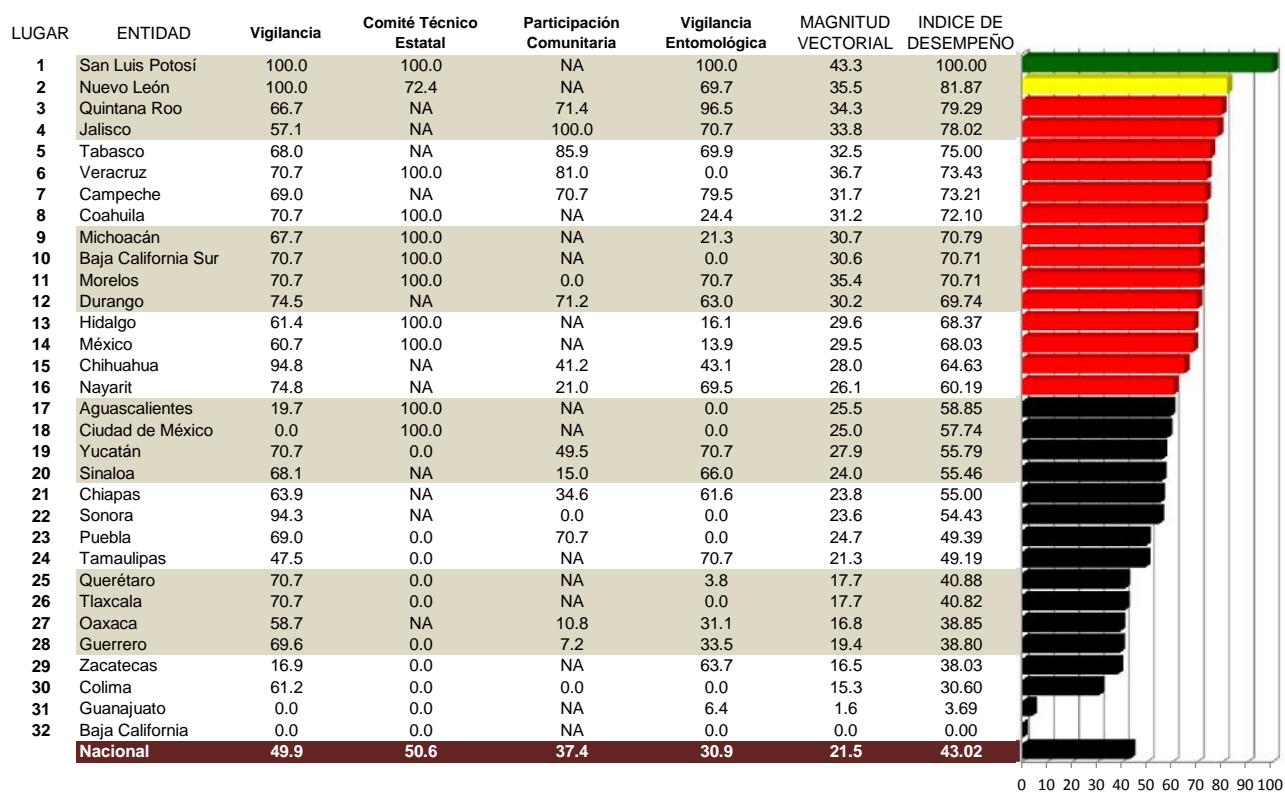 LUGAR ENTIDAD Vigilancia Comité Técnico Estatal Participación Comunitaria Vigilancia Entomológica MAGNITUD VECTORIAL INDICE DE DESEMPEÑO
1 San Luis Potosí 100.0 100.0 NA 100.0 43.3 100.00
2 Nuevo León 100.0 72.4 NA 69.7 35.5 81.87
3 Quintana Roo 66.7 NA 71.4 96.5 34.3 79.29
4 Jalisco 57.1 NA 100.0 70.7 33.8 78.02
5 Tabasco 68.0 NA 85.9 69.9 32.5 75.00
6 Veracruz 70.7 100.0 81.0 0.0 36.7 73.43
7 Campeche 69.0 NA 70.7 79.5 31.7 73.21
8 Coahuila 70.7 100.0 NA 24.4 31.2 72.10
9 Michoacán 67.7 100.0 NA 21.3 30.7 70.79
10 Baja California Sur 70.7 100.0 NA 0.0 30.6 70.71
11 Morelos 70.7 100.0 0.0 70.7 35.4 70.71
12 Durango 74.5 NA 71.2 63.0 30.2 69.74
13 Hidalgo 61.4 100.0 NA 16.1 29.6 68.37
14 México 60.7 100.0 NA 13.9 29.5 68.03
15 Chihuahua 94.8 NA 41.2 43.1 28.0 64.63
16 Nayarit 74.8 NA 21.0 69.5 26.1 60.19
17 Aguascalientes 19.7 100.0 NA 0.0 25.5 58.85
18 Ciudad de México 0.0 100.0 NA 0.0 25.0 57.74
19 Yucatán 70.7 0.0 49.5 70.7 27.9 55.79
20 Sinaloa 68.1 NA 15.0 66.0 24.0 55.46
21 Chiapas 63.9 NA 34.6 61.6 23.8 55.00
22 Sonora 94.3 NA 0.0 0.0 23.6 54.43
23 Puebla 69.0 0.0 70.7 0.0 24.7 49.39
24 Tamaulipas 47.5 0.0 NA 70.7 21.3 49.19
25 Querétaro 70.7 0.0 NA 3.8 17.7 40.88
26 Tlaxcala 70.7 0.0 NA 0.0 17.7 40.82
27 Oaxaca 58.7 NA 10.8 31.1 16.8 38.85
28 Guerrero 69.6 0.0 7.2 33.5 19.4 38.80
29 Zacatecas 16.9 0.0 NA 63.7 16.5 38.03
30 Colima 61.2 0.0 0.0 0.0 15.3 30.60
31 Guanajuato 0.0 0.0 NA 6.4 1.6 3.69
32 Baja California 0.0 0.0 NA 0.0 0.0 0.00
Nacional 49.9 50.6 37.4 30.9 21.5 43.02
0 10 20 30 40 50 60 70 80 90 100